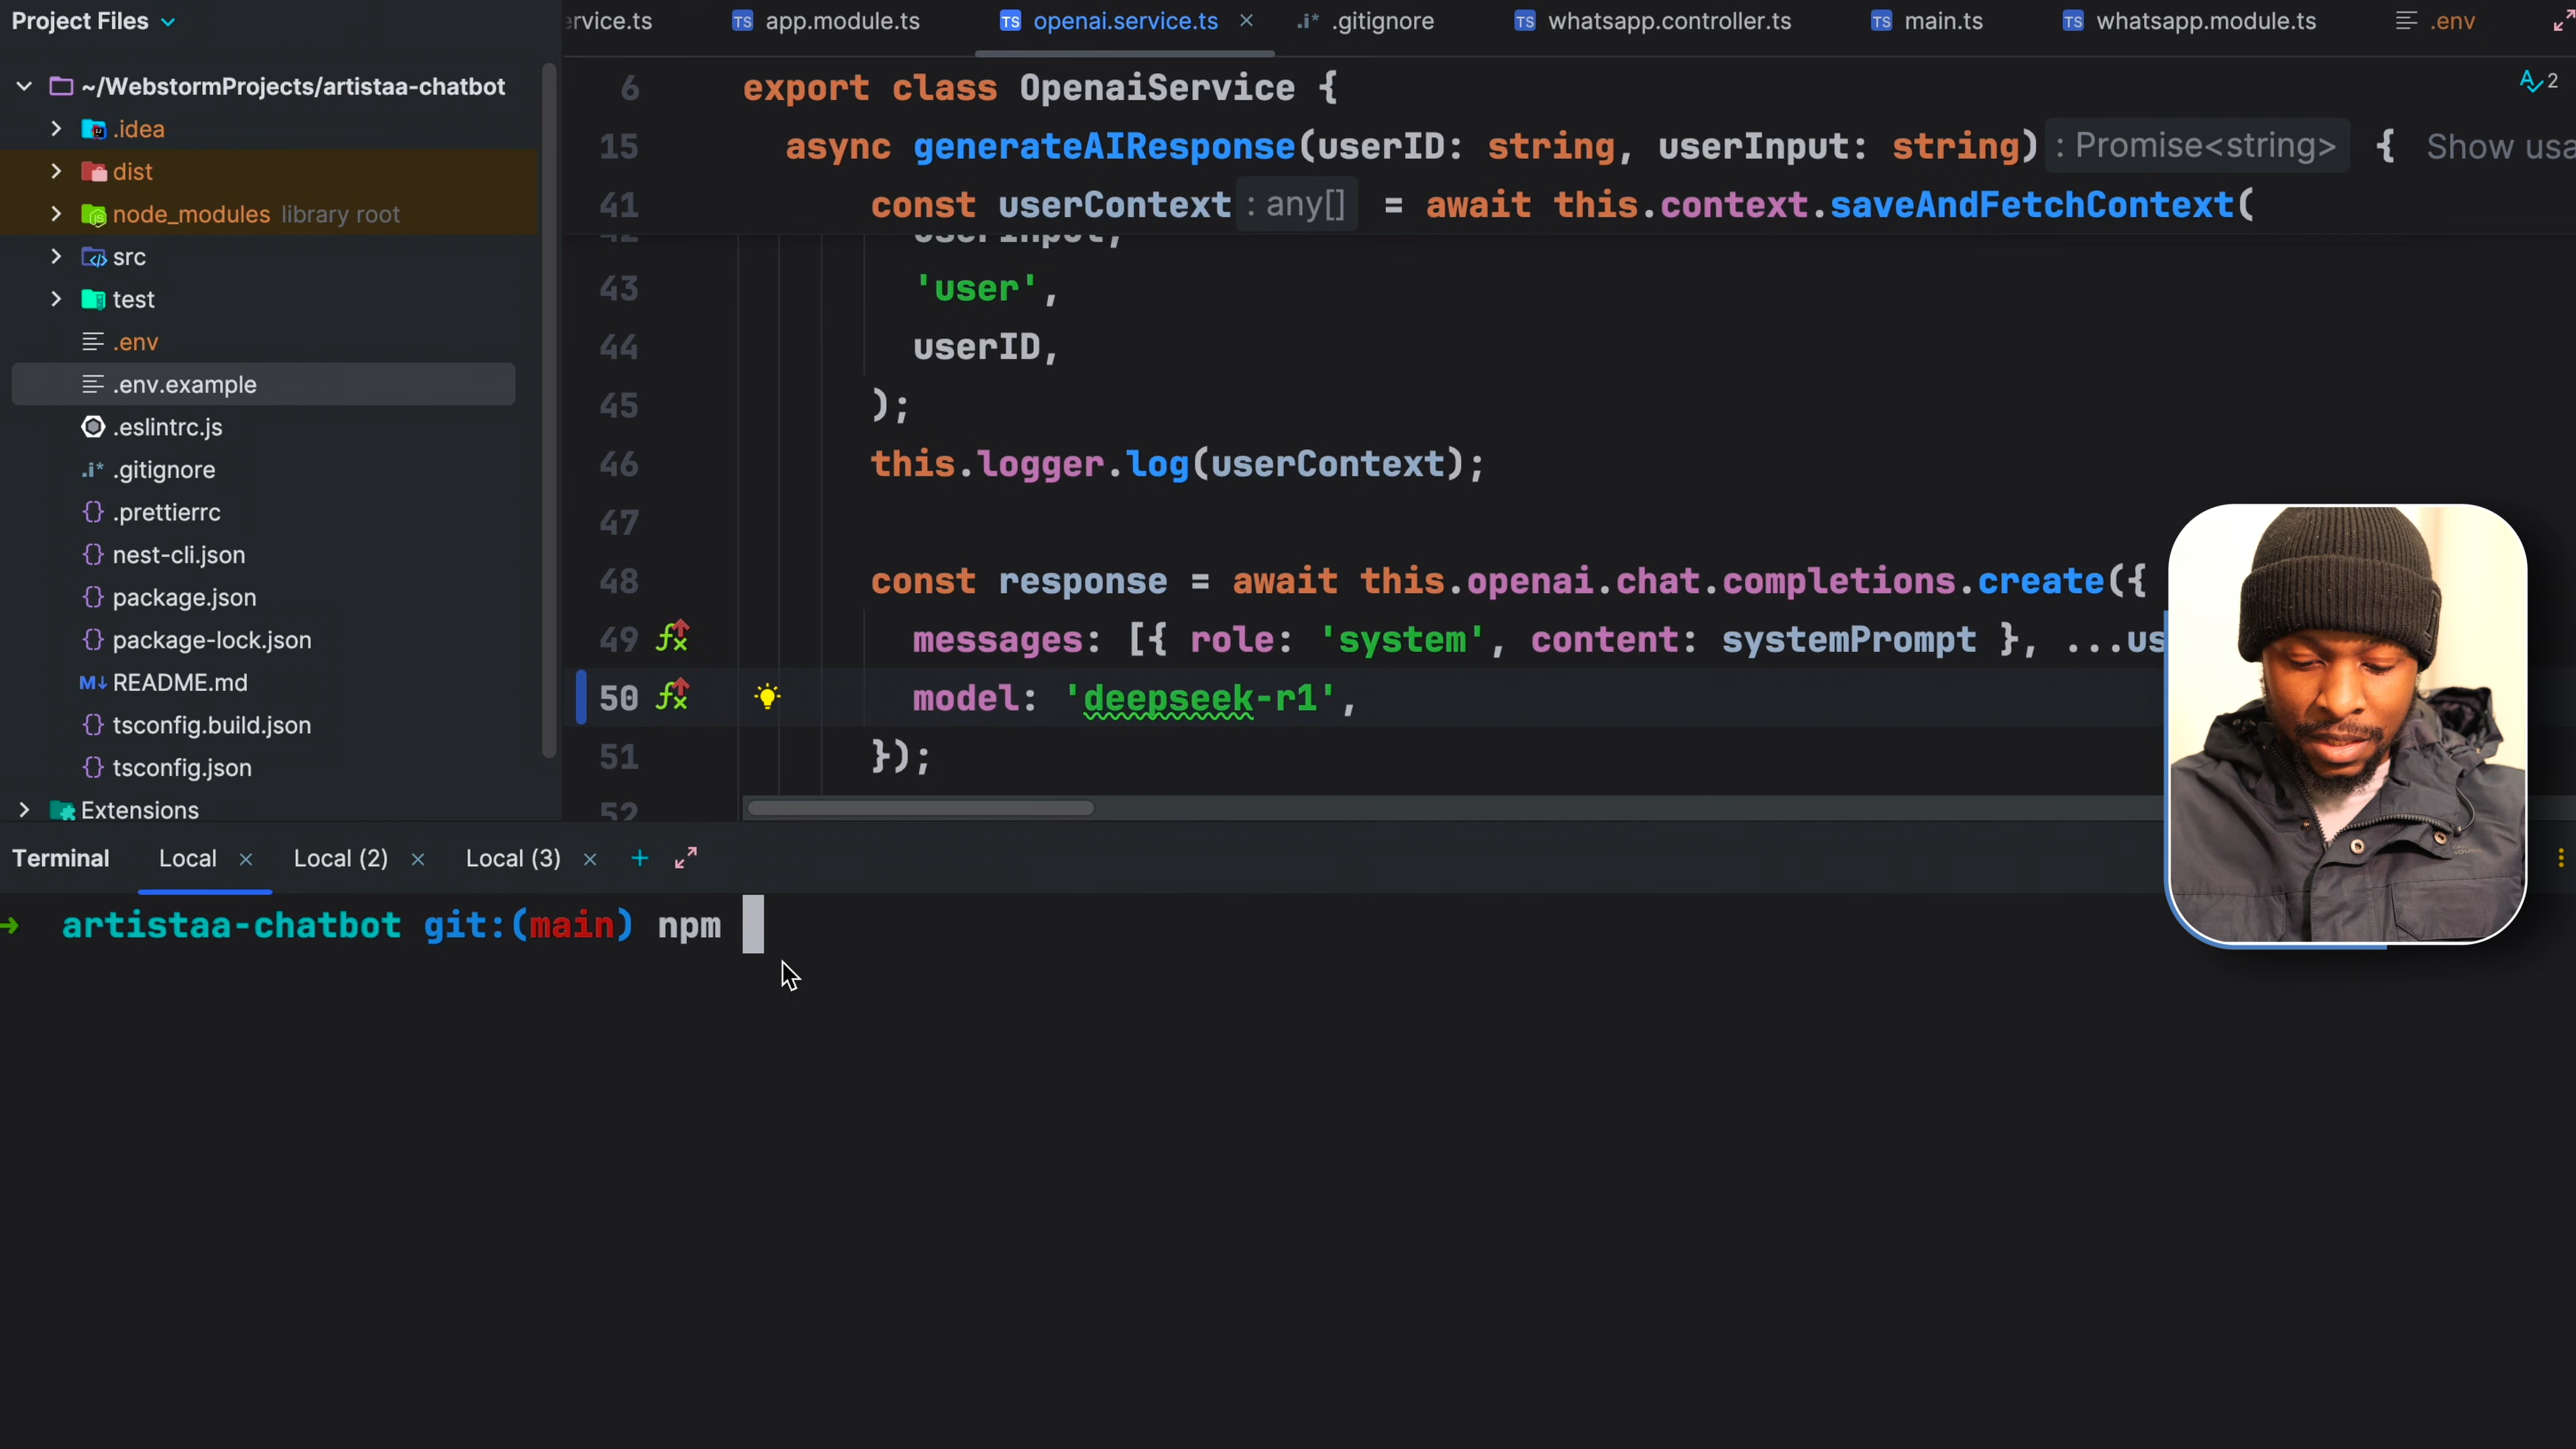 Project Files
~/WebstormProjects/artistaa-chatbot
.idea
dist
node_modules library root
src
test
.env
.env.example
.eslintrc.js
.gitignore
.prettierrc
nest-cli.json
package.json
package-lock.json
README.md
tsconfig.build.json
tsconfig.json
Extensions
ervice.ts
app.module.ts
openai.service.ts
.gitignore
whatsapp.controller.ts
main.ts
whatsapp.module.ts
.env
2
6 export class OpenaiService {
15 async generateAIResponse(userID: string, userInput: string) : Promise<string> { Show usa
41 const userContext : any[] = await this.context.saveAndFetchContext(
42 userInput,
43 'user',
44 userID,
45 );
46 this.logger.log(userContext);
47
48 const response = await this.openai.chat.completions.create({
49 messages: [{ role: 'system', content: systemPrompt }, ...us
50 model: 'deepseek-r1',
51 });
52
Terminal Local Local (2) Local (3)
artistaa-chatbot git:(main) npm